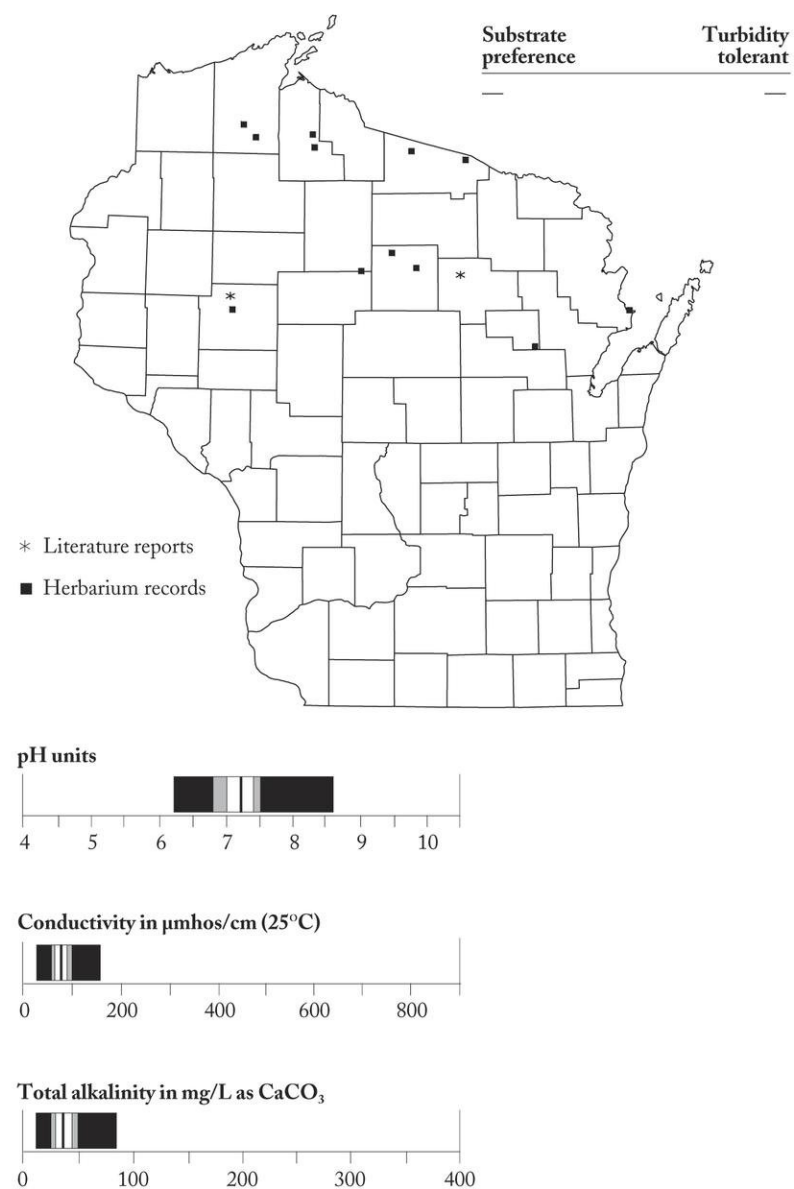 Substrate preference
Turbidity tolerant
— —
* Literature reports
■ Herbarium records
pH units
4 5 6 7 8 9 10
Conductivity in µmhos/cm (25°C)
0 200 400 600 800
Total alkalinity in mg/L as CaCO₃
0 100 200 300 400